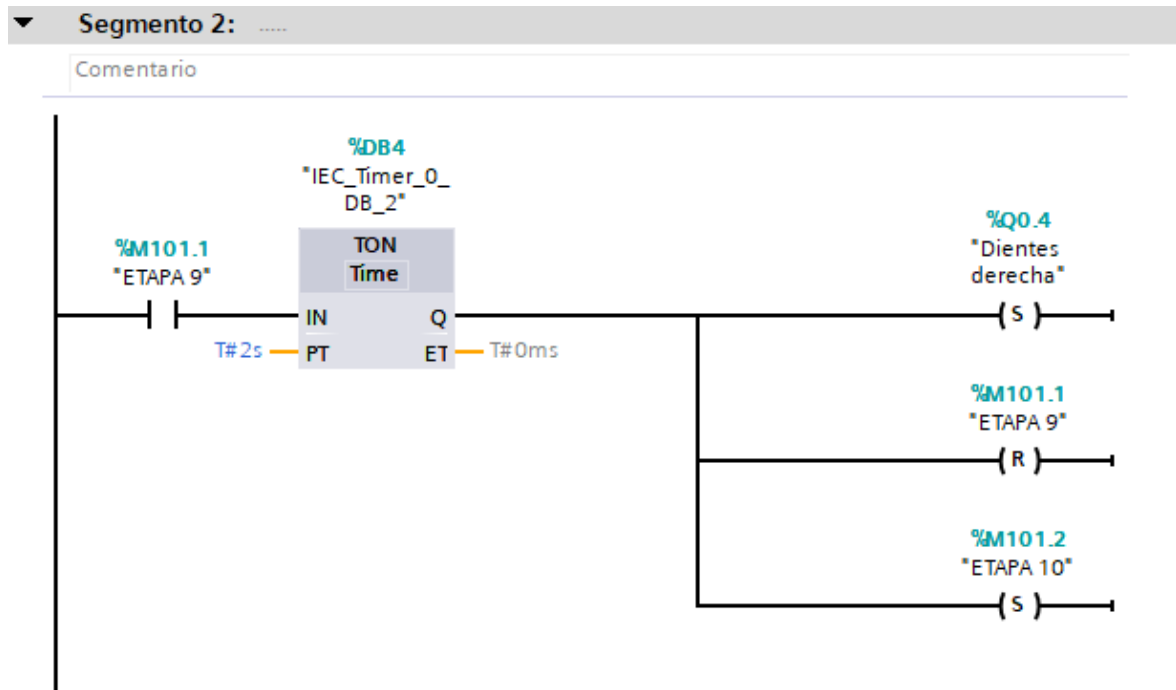 Segmento 2: .....
Comentario
%DB4
"IEC_Timer_0_
DB_2"
%M101.1
"ETAPA 9"
TON
Time
IN
Q
T#2s
PT
ET
T#0ms
%Q0.4
"Dientes
derecha"
S
%M101.1
"ETAPA 9"
R
%M101.2
"ETAPA 10"
S